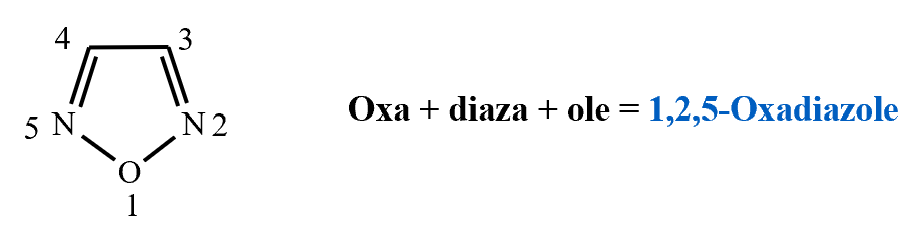 4 3
5 N N 2
Oxa + diaza + ole = 1,2,5-Oxadiazole
O
1